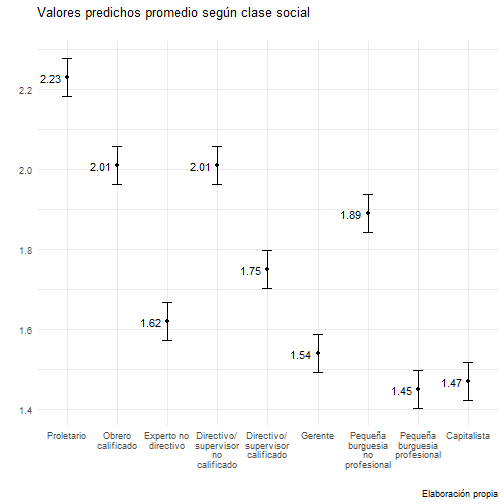 Valores predichos promedio según clase social
2.2
2.0
1.8
1.6
1.4
2.23
2.01
1.62
2.01
1.75
1.54
1.89
1.45
1.47
Proletario
Obrero
calificado
Experto no
directivo
Directivo/
supervisor
no
calificado
Directivo/
supervisor
calificado
Gerente
Pequeña
burguesía
no
profesional
Pequeña
burguesía
profesional
Capitalista
Elaboración propia